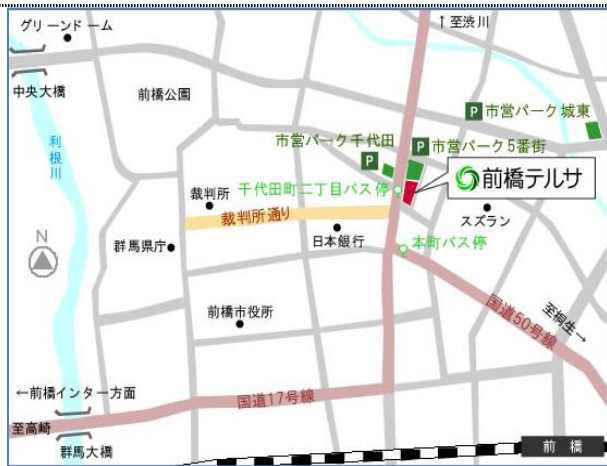 グリーンドーム
↑至渋川
中央大橋
前橋公園
P 市営パーク城東
利根川
市営パーク千代田
P
P 市営パーク5番街
前橋テルサ
千代田町二丁目バス停
裁判所
スズラン
裁判所通り
N
群馬県庁
日本銀行
本町バス停
前橋市役所
国道50号線
至桐生→
←前橋インター方面
国道17号線
至高崎
群馬大橋
前橋